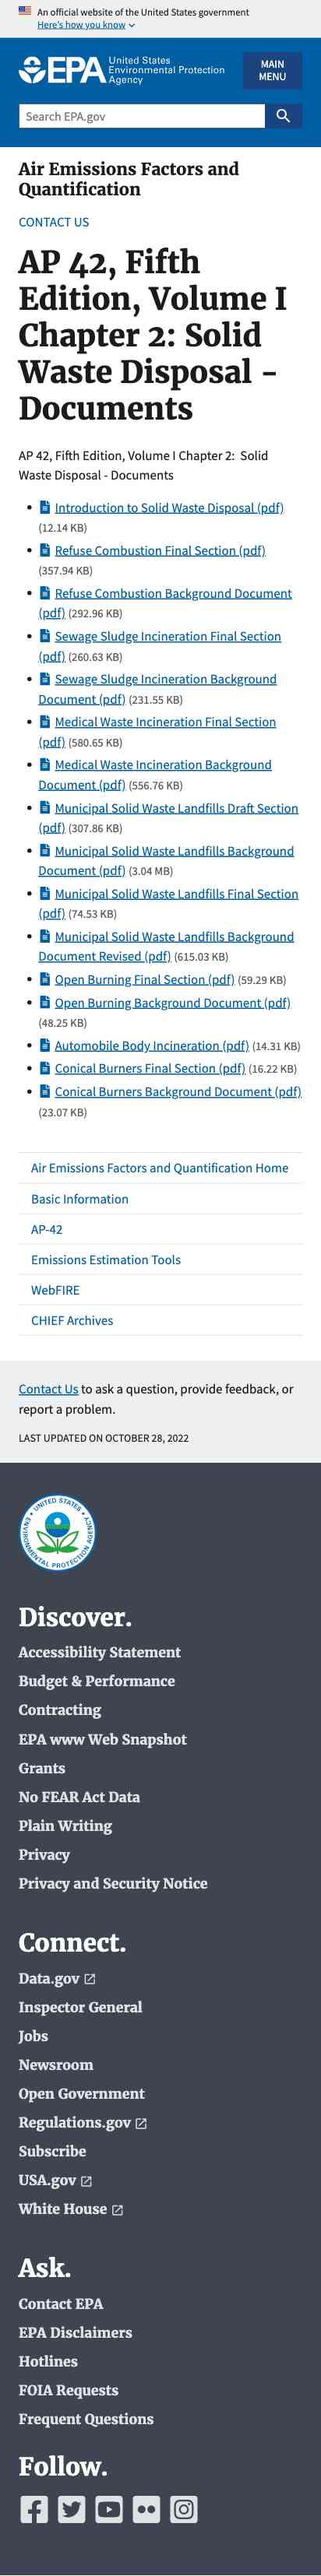 An official website of the United States government
Here's how you know
EPA United States
Environmental Protection
Agency
MAIN
MENU
Search EPA.gov
Air Emissions Factors and
Quantification
CONTACT US
AP 42, Fifth
Edition, Volume I
Chapter 2: Solid
Waste Disposal -
Documents
AP 42, Fifth Edition, Volume I Chapter 2: Solid
Waste Disposal - Documents
Introduction to Solid Waste Disposal (pdf)
(12.14 KB)
Refuse Combustion Final Section (pdf)
(357.94 KB)
Refuse Combustion Background Document
(pdf) (292.96 KB)
Sewage Sludge Incineration Final Section
(pdf) (260.63 KB)
Sewage Sludge Incineration Background
Document (pdf) (231.55 KB)
Medical Waste Incineration Final Section
(pdf) (580.65 KB)
Medical Waste Incineration Background
Document (pdf) (556.76 KB)
Municipal Solid Waste Landfills Draft Section
(pdf) (307.86 KB)
Municipal Solid Waste Landfills Background
Document (pdf) (3.04 MB)
Municipal Solid Waste Landfills Final Section
(pdf) (74.53 KB)
Municipal Solid Waste Landfills Background
Document Revised (pdf) (615.03 KB)
Open Burning Final Section (pdf) (59.29 KB)
Open Burning Background Document (pdf)
(48.25 KB)
Automobile Body Incineration (pdf) (14.31 KB)
Conical Burners Final Section (pdf) (16.22 KB)
Conical Burners Background Document (pdf)
(23.07 KB)
Air Emissions Factors and Quantification Home
Basic Information
AP-42
Emissions Estimation Tools
WebFIRE
CHIEF Archives
Contact Us to ask a question, provide feedback, or
report a problem.
LAST UPDATED ON OCTOBER 28, 2022
UNITED STATES
ENVIRONMENTAL PROTECTION AGENCY
Discover.
Accessibility Statement
Budget & Performance
Contracting
EPA www Web Snapshot
Grants
No FEAR Act Data
Plain Writing
Privacy
Privacy and Security Notice
Connect.
Data.gov
Inspector General
Jobs
Newsroom
Open Government
Regulations.gov
Subscribe
USA.gov
White House
Ask.
Contact EPA
EPA Disclaimers
Hotlines
FOIA Requests
Frequent Questions
Follow.